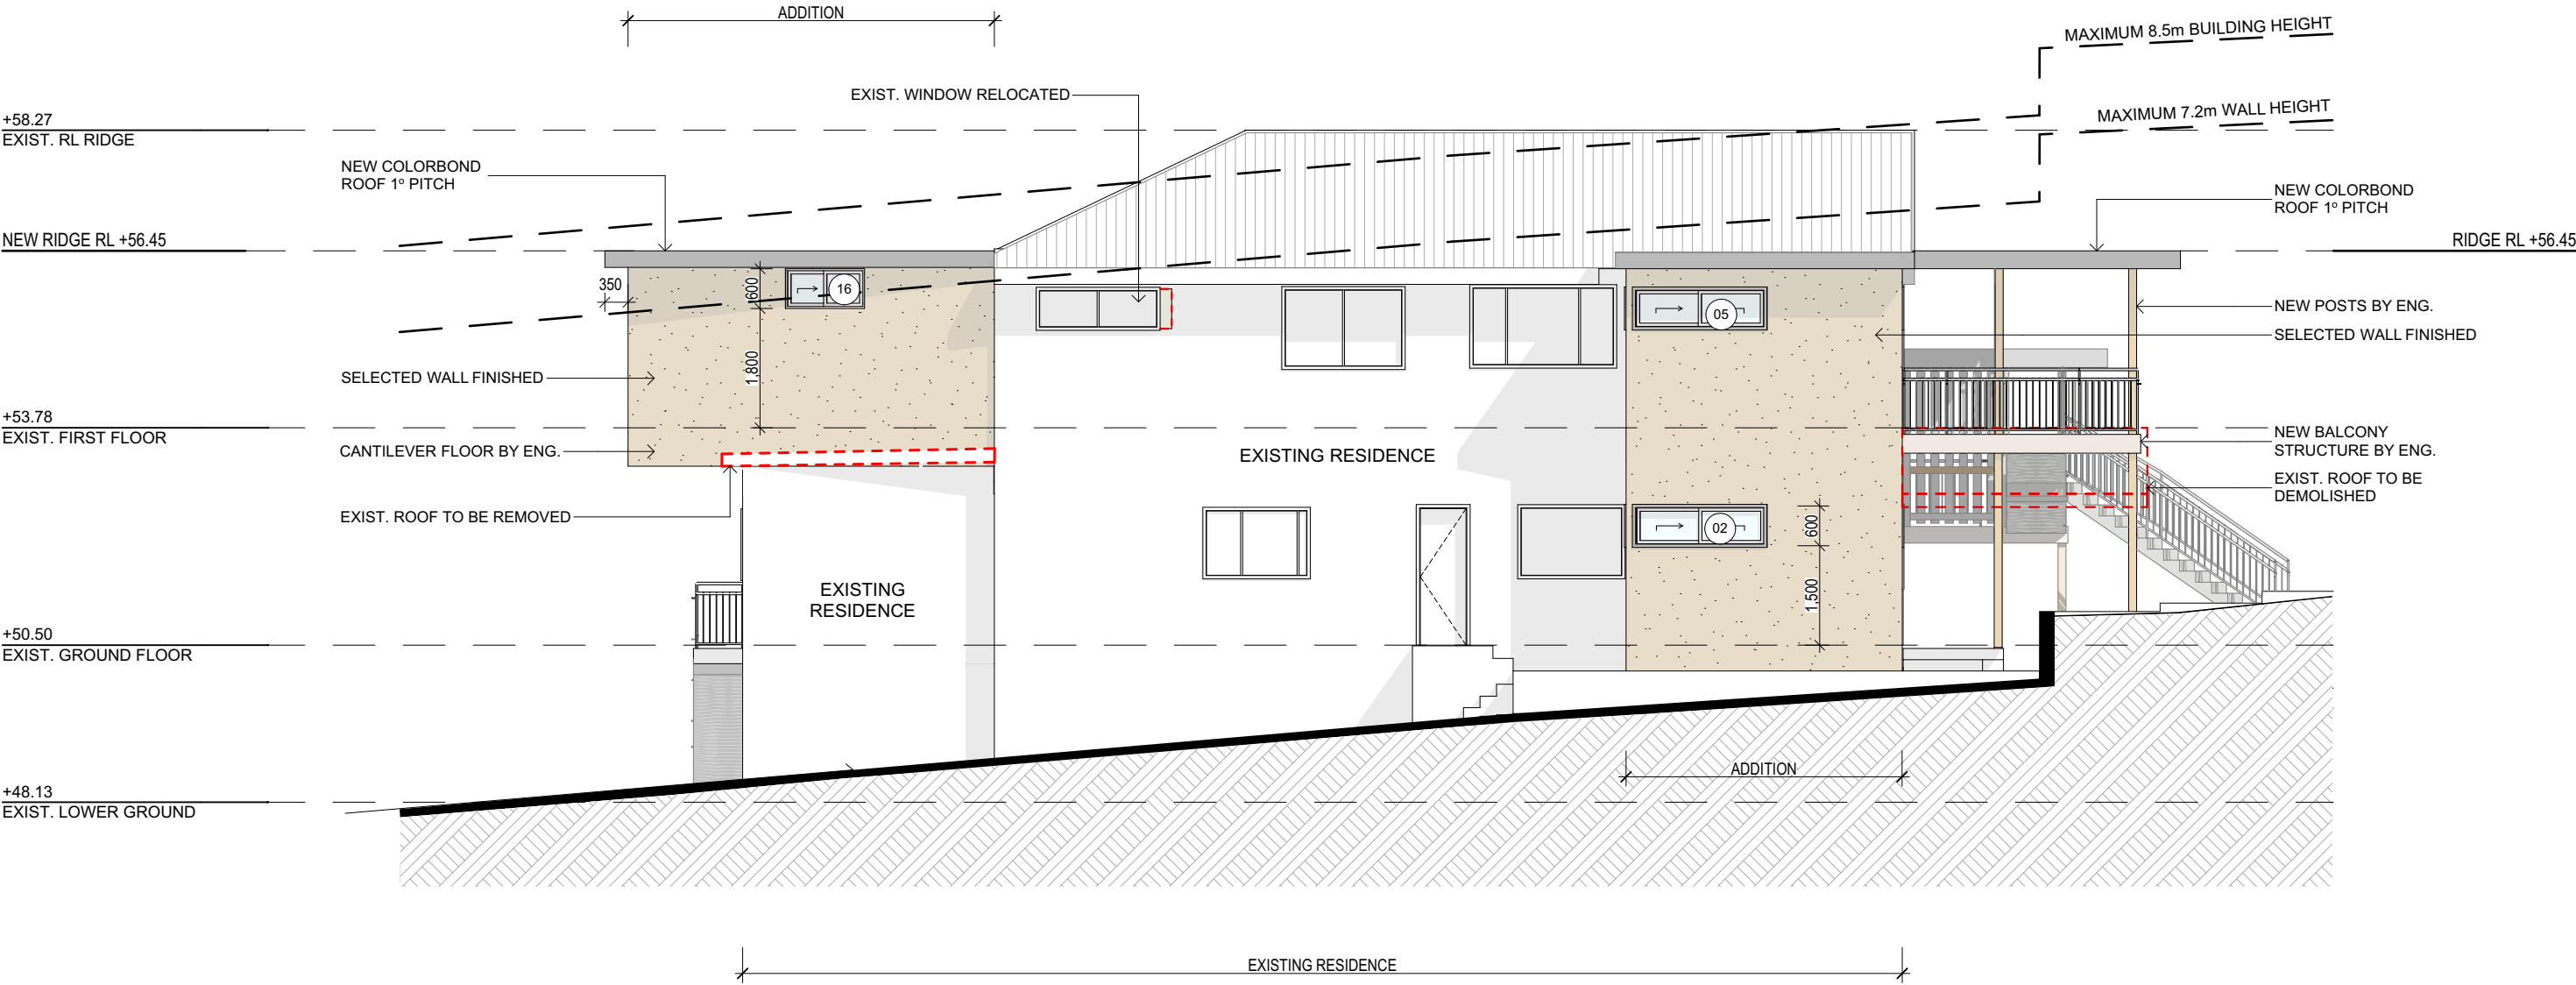 ADDITION
MAXIMUM 8.5m BUILDING HEIGHT
EXIST. WINDOW RELOCATED
MAXIMUM 7.2m WALL HEIGHT
+58.27
EXIST. RL RIDGE
NEW COLORBOND
ROOF 1º PITCH
NEW COLORBOND
ROOF 1º PITCH
NEW RIDGE RL +56.45
RIDGE RL +56.45
350
600
16
05
NEW POSTS BY ENG.
SELECTED WALL FINISHED
1,800
SELECTED WALL FINISHED
+53.78
EXIST. FIRST FLOOR
CANTILEVER FLOOR BY ENG.
EXISTING RESIDENCE
NEW BALCONY
STRUCTURE BY ENG.
EXIST. ROOF TO BE
DEMOLISHED
EXIST. ROOF TO BE REMOVED
02
600
1,500
EXISTING
RESIDENCE
+50.50
EXIST. GROUND FLOOR
ADDITION
+48.13
EXIST. LOWER GROUND
EXISTING RESIDENCE